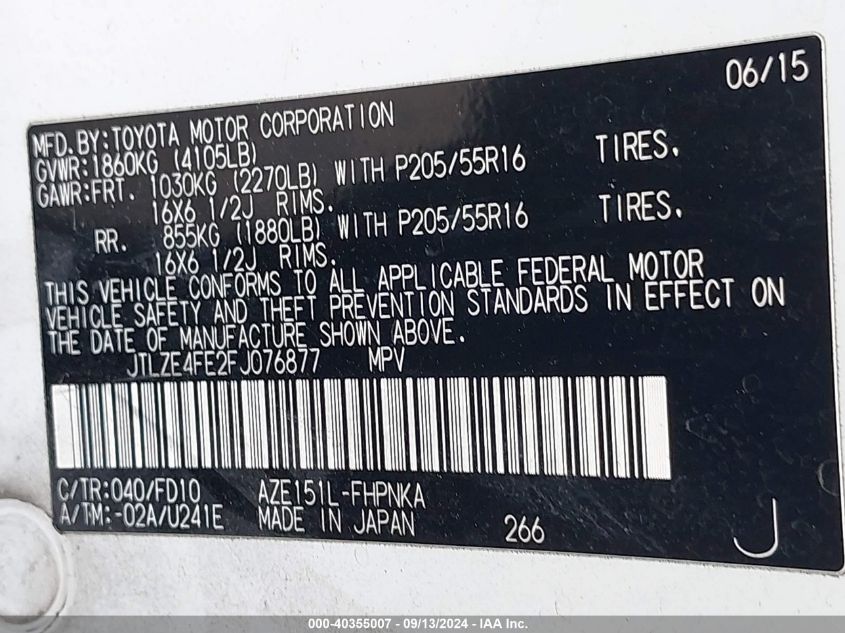 06/15
MFD.BY:TOYOTA MOTOR CORPORATION
GVWR:1860KG (4105LB)
GAWR:FRT. 1030KG (2270LB) WITH P205/55R16 TIRES.
16X6 1/2J RIMS.
RR. 855KG (1880LB) WITH P205/55R16 TIRES.
16X6 1/2J RIMS.
THIS VEHICLE CONFORMS TO ALL APPLICABLE FEDERAL MOTOR
VEHICLE SAFETY AND THEFT PREVENTION STANDARDS IN EFFECT ON
THE DATE OF MANUFACTURE SHOWN ABOVE.
JTLZE4FE2FJ076877 MPV
C/TR:040/FD10 AZE151L-FHPNKA
A/TM:-02A/U241E MADE IN JAPAN 266 J
000-40355007 - 09/13/2024 - IAA Inc.